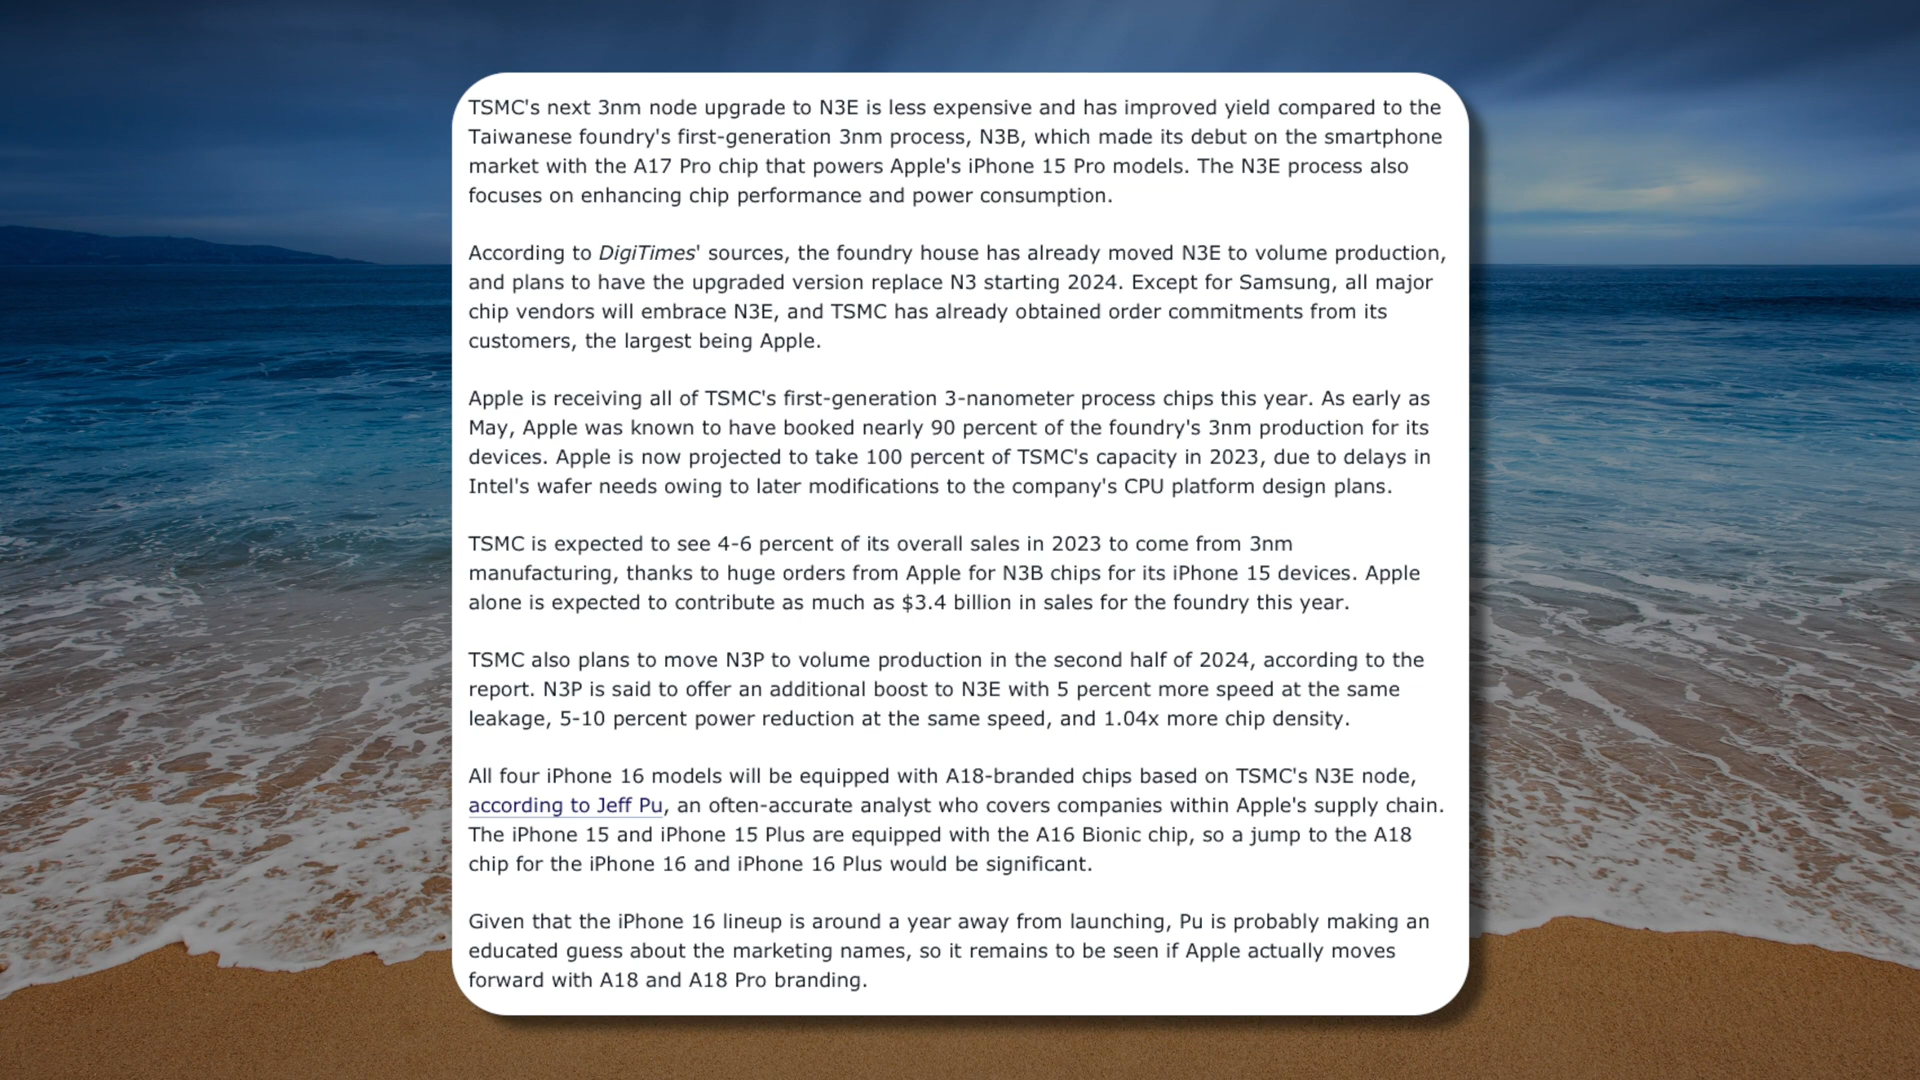 TSMC's next 3nm node upgrade to N3E is less expensive and has improved yield compared to the
Taiwanese foundry's first-generation 3nm process, N3B, which made its debut on the smartphone
market with the A17 Pro chip that powers Apple's iPhone 15 Pro models. The N3E process also
focuses on enhancing chip performance and power consumption.
According to DigiTimes' sources, the foundry house has already moved N3E to volume production,
and plans to have the upgraded version replace N3 starting 2024. Except for Samsung, all major
chip vendors will embrace N3E, and TSMC has already obtained order commitments from its
customers, the largest being Apple.
Apple is receiving all of TSMC's first-generation 3-nanometer process chips this year. As early as
May, Apple was known to have booked nearly 90 percent of the foundry's 3nm production for its
devices. Apple is now projected to take 100 percent of TSMC's capacity in 2023, due to delays in
Intel's wafer needs owing to later modifications to the company's CPU platform design plans.
TSMC is expected to see 4-6 percent of its overall sales in 2023 to come from 3nm
manufacturing, thanks to huge orders from Apple for N3B chips for its iPhone 15 devices. Apple
alone is expected to contribute as much as $3.4 billion in sales for the foundry this year.
TSMC also plans to move N3P to volume production in the second half of 2024, according to the
report. N3P is said to offer an additional boost to N3E with 5 percent more speed at the same
leakage, 5-10 percent power reduction at the same speed, and 1.04x more chip density.
All four iPhone 16 models will be equipped with A18-branded chips based on TSMC's N3E node,
according to Jeff Pu, an often-accurate analyst who covers companies within Apple's supply chain.
The iPhone 15 and iPhone 15 Plus are equipped with the A16 Bionic chip, so a jump to the A18
chip for the iPhone 16 and iPhone 16 Plus would be significant.
Given that the iPhone 16 lineup is around a year away from launching, Pu is probably making an
educated guess about the marketing names, so it remains to be seen if Apple actually moves
forward with A18 and A18 Pro branding.